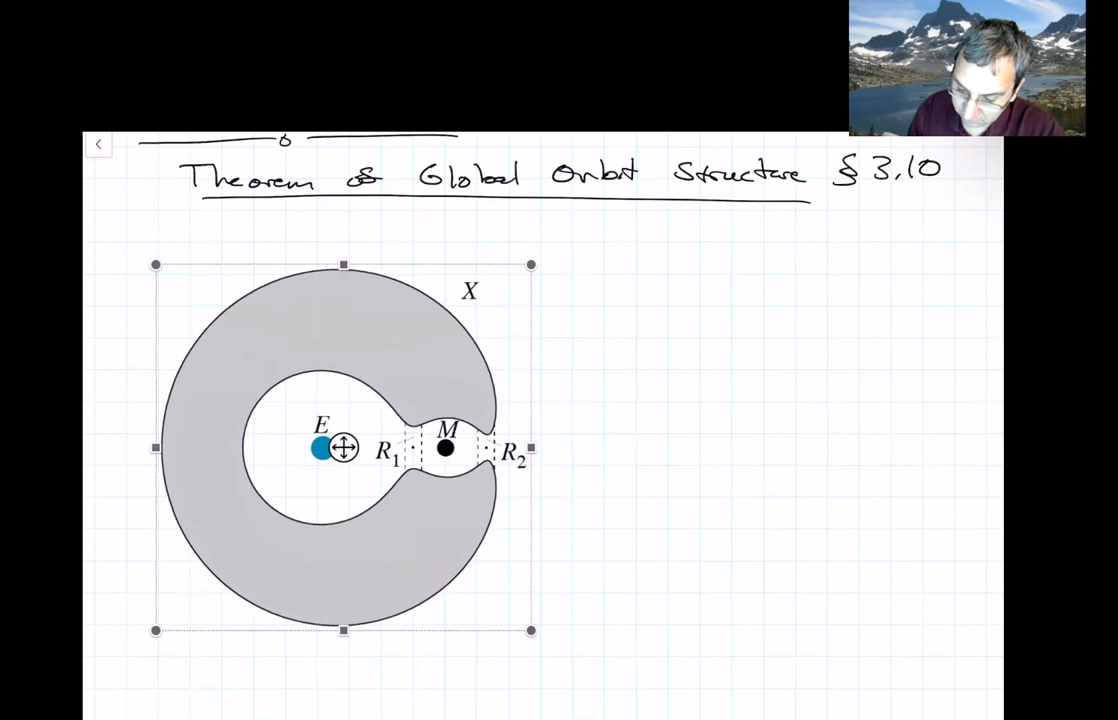 Theorem of Global Orbit Structure § 3.10
X
E
M
R1
R2